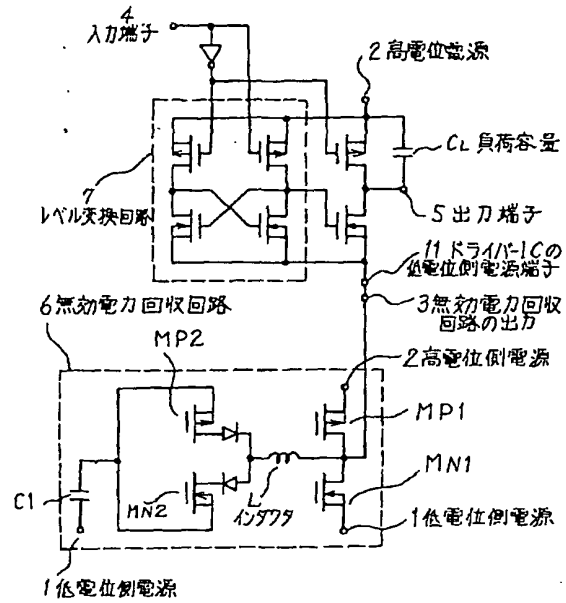 4
入力端子
2高電位電源
CL 負荷容量
7
レベル変換回路
5出力端子
11ドライバーICの
低電位側電源端子
6無効電力回収回路
3無効電力回収
回路の出力
MP2
2高電位側電源
MP1
C1
MN2
L
インダクタ
MN1
1低電位側電源
1低電位側電源